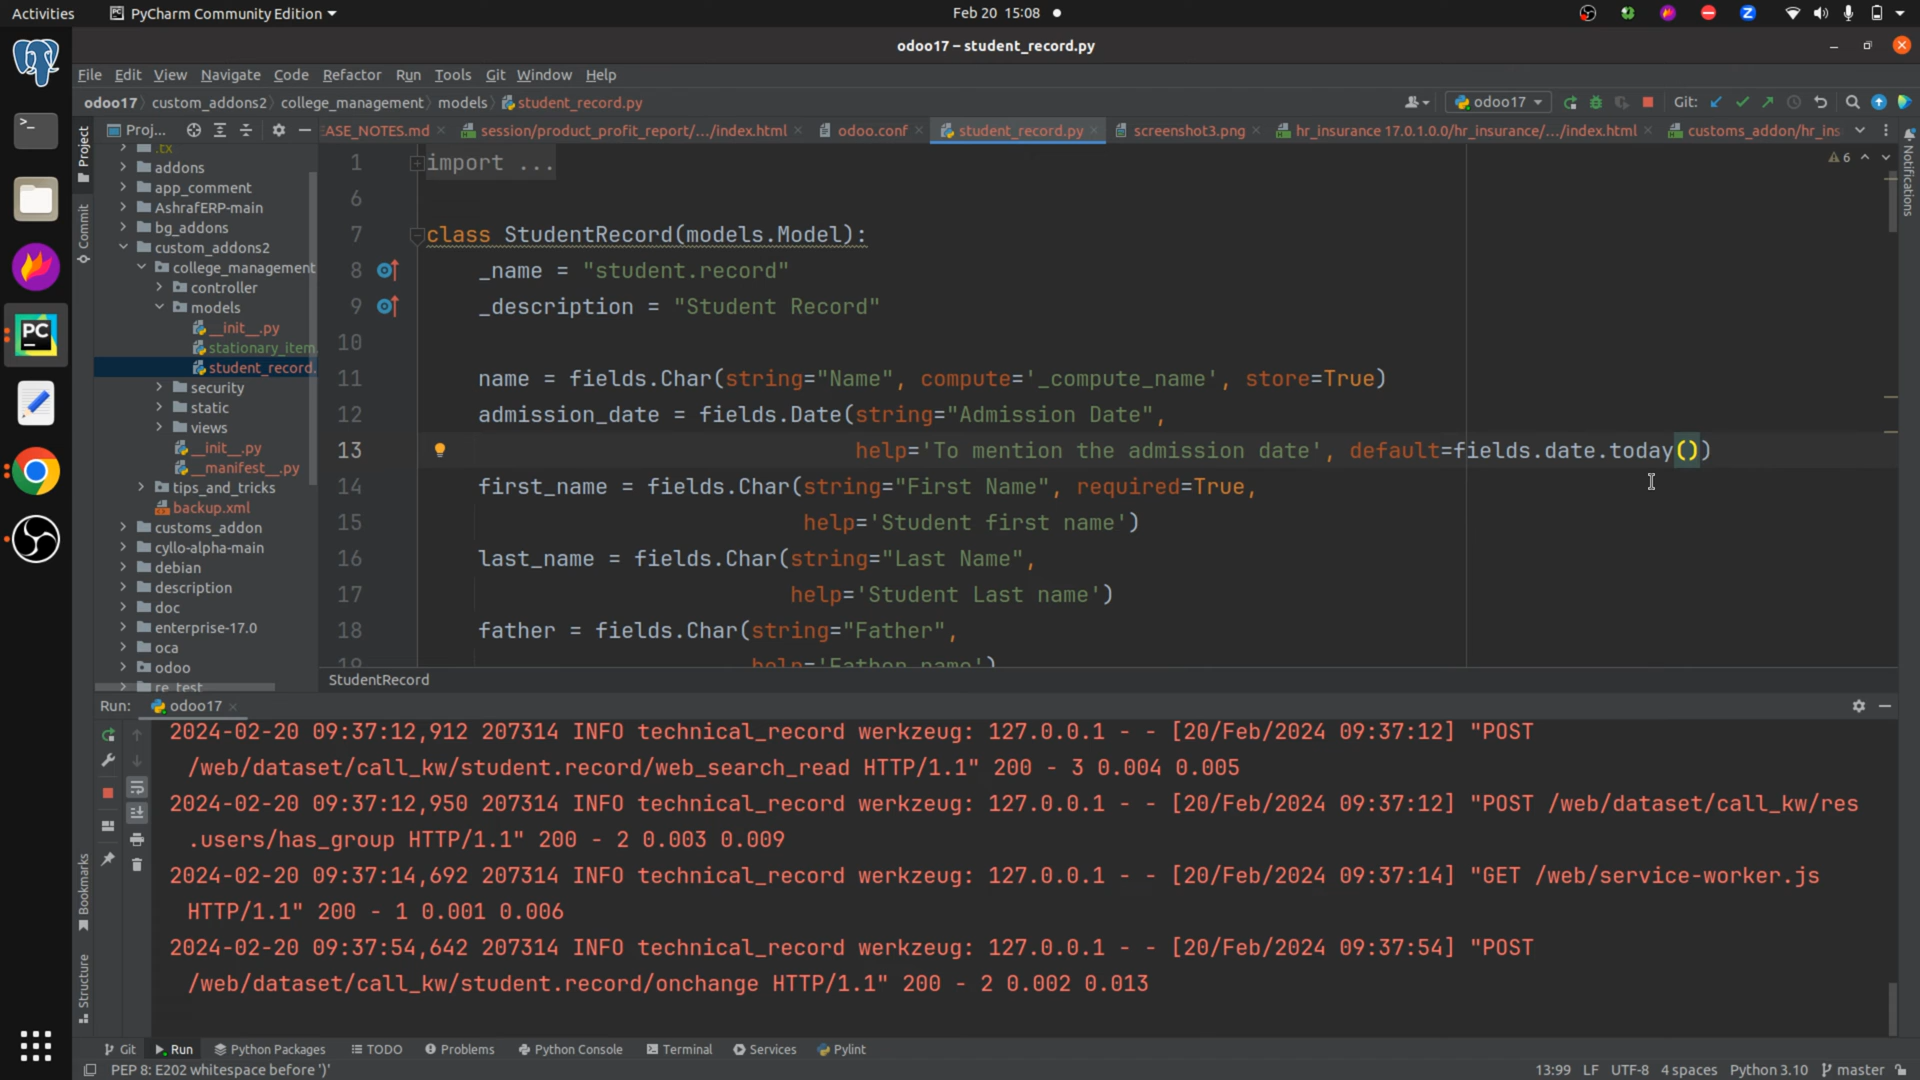 Activities
PyCharm Community Edition
Feb 20 15:08
odoo17 – student_record.py
File Edit View Navigate Code Refactor Run Tools Git Window Help
odoo17 custom_addons2 college_management models student_record.py
odoo17
Git:
Proj...
EASE_NOTES.md
session/product_profit_report/.../index.html
odoo.conf
student_record.py
screenshot3.png
hr_insurance 17.0.1.0.0/hr_insurance/.../index.html
customs_addon/hr_ins
Project
Commit
Bookmarks
Structure
Notifications
.tx
addons
app_comment
AshrafERP-main
bg_addons
custom_addons2
college_management
controller
models
__init__.py
stationary_item
student_record.
security
static
views
__init__.py
__manifest__.py
tips_and_tricks
backup.xml
customs_addon
cyllo-alpha-main
debian
description
doc
enterprise-17.0
oca
odoo
re_test
6
1 import ...
6
7 class StudentRecord(models.Model):
8 _name = "student.record"
9 _description = "Student Record"
10
11 name = fields.Char(string="Name", compute='_compute_name', store=True)
12 admission_date = fields.Date(string="Admission Date",
13 help='To mention the admission date', default=fields.date.today())
14 first_name = fields.Char(string="First Name", required=True,
15 help='Student first name')
16 last_name = fields.Char(string="Last Name",
17 help='Student Last name')
18 father = fields.Char(string="Father",
19 help='Father name')
StudentRecord
Run: odoo17
2024-02-20 09:37:12,912 207314 INFO technical_record werkzeug: 127.0.0.1 - - [20/Feb/2024 09:37:12] "POST
/web/dataset/call_kw/student.record/web_search_read HTTP/1.1" 200 - 3 0.004 0.005
2024-02-20 09:37:12,950 207314 INFO technical_record werkzeug: 127.0.0.1 - - [20/Feb/2024 09:37:12] "POST /web/dataset/call_kw/res
.users/has_group HTTP/1.1" 200 - 2 0.003 0.009
2024-02-20 09:37:14,692 207314 INFO technical_record werkzeug: 127.0.0.1 - - [20/Feb/2024 09:37:14] "GET /web/service-worker.js
HTTP/1.1" 200 - 1 0.001 0.006
2024-02-20 09:37:54,642 207314 INFO technical_record werkzeug: 127.0.0.1 - - [20/Feb/2024 09:37:54] "POST
/web/dataset/call_kw/student.record/onchange HTTP/1.1" 200 - 2 0.002 0.013
Git Run Python Packages TODO Problems Python Console Terminal Services Pylint
PEP 8: E202 whitespace before ')'
13:99 LF UTF-8 4 spaces Python 3.10 master